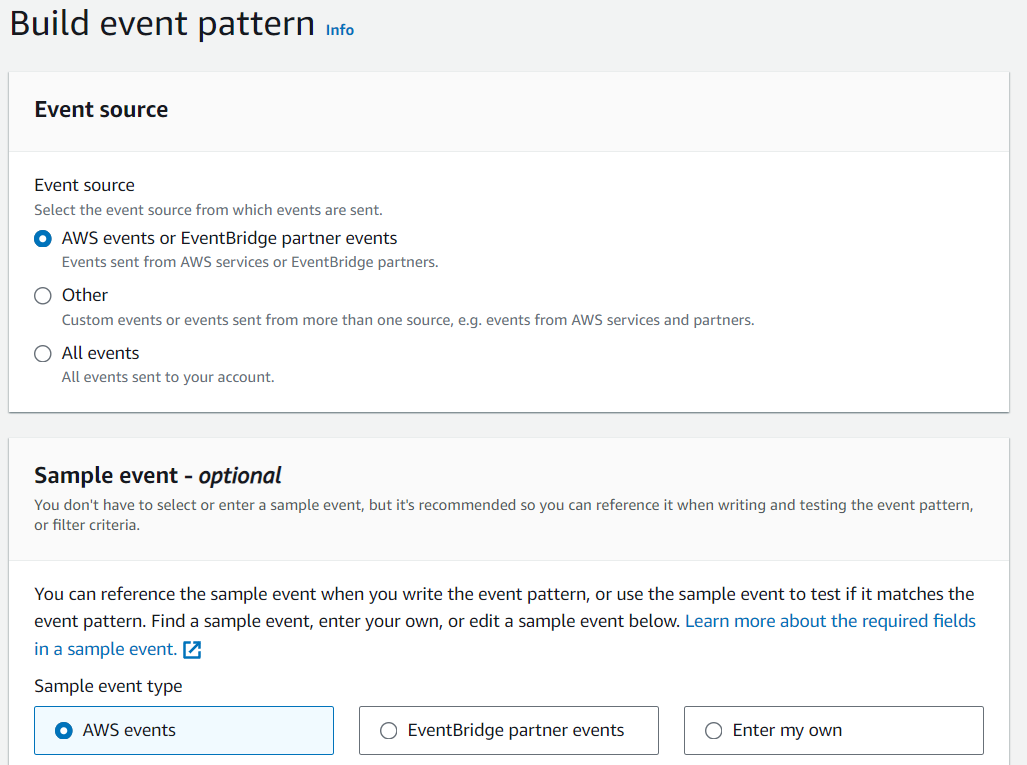 Build event pattern Info
Event source
Event source
Select the event source from which events are sent.
AWS events or EventBridge partner events
Events sent from AWS services or EventBridge partners.
Other
Custom events or events sent from more than one source, e.g. events from AWS services and partners.
All events
All events sent to your account.
Sample event - optional
You don't have to select or enter a sample event, but it's recommended so you can reference it when writing and testing the event pattern,
or filter criteria.
You can reference the sample event when you write the event pattern, or use the sample event to test if it matches the
event pattern. Find a sample event, enter your own, or edit a sample event below. Learn more about the required fields
in a sample event.
Sample event type
AWS events EventBridge partner events Enter my own